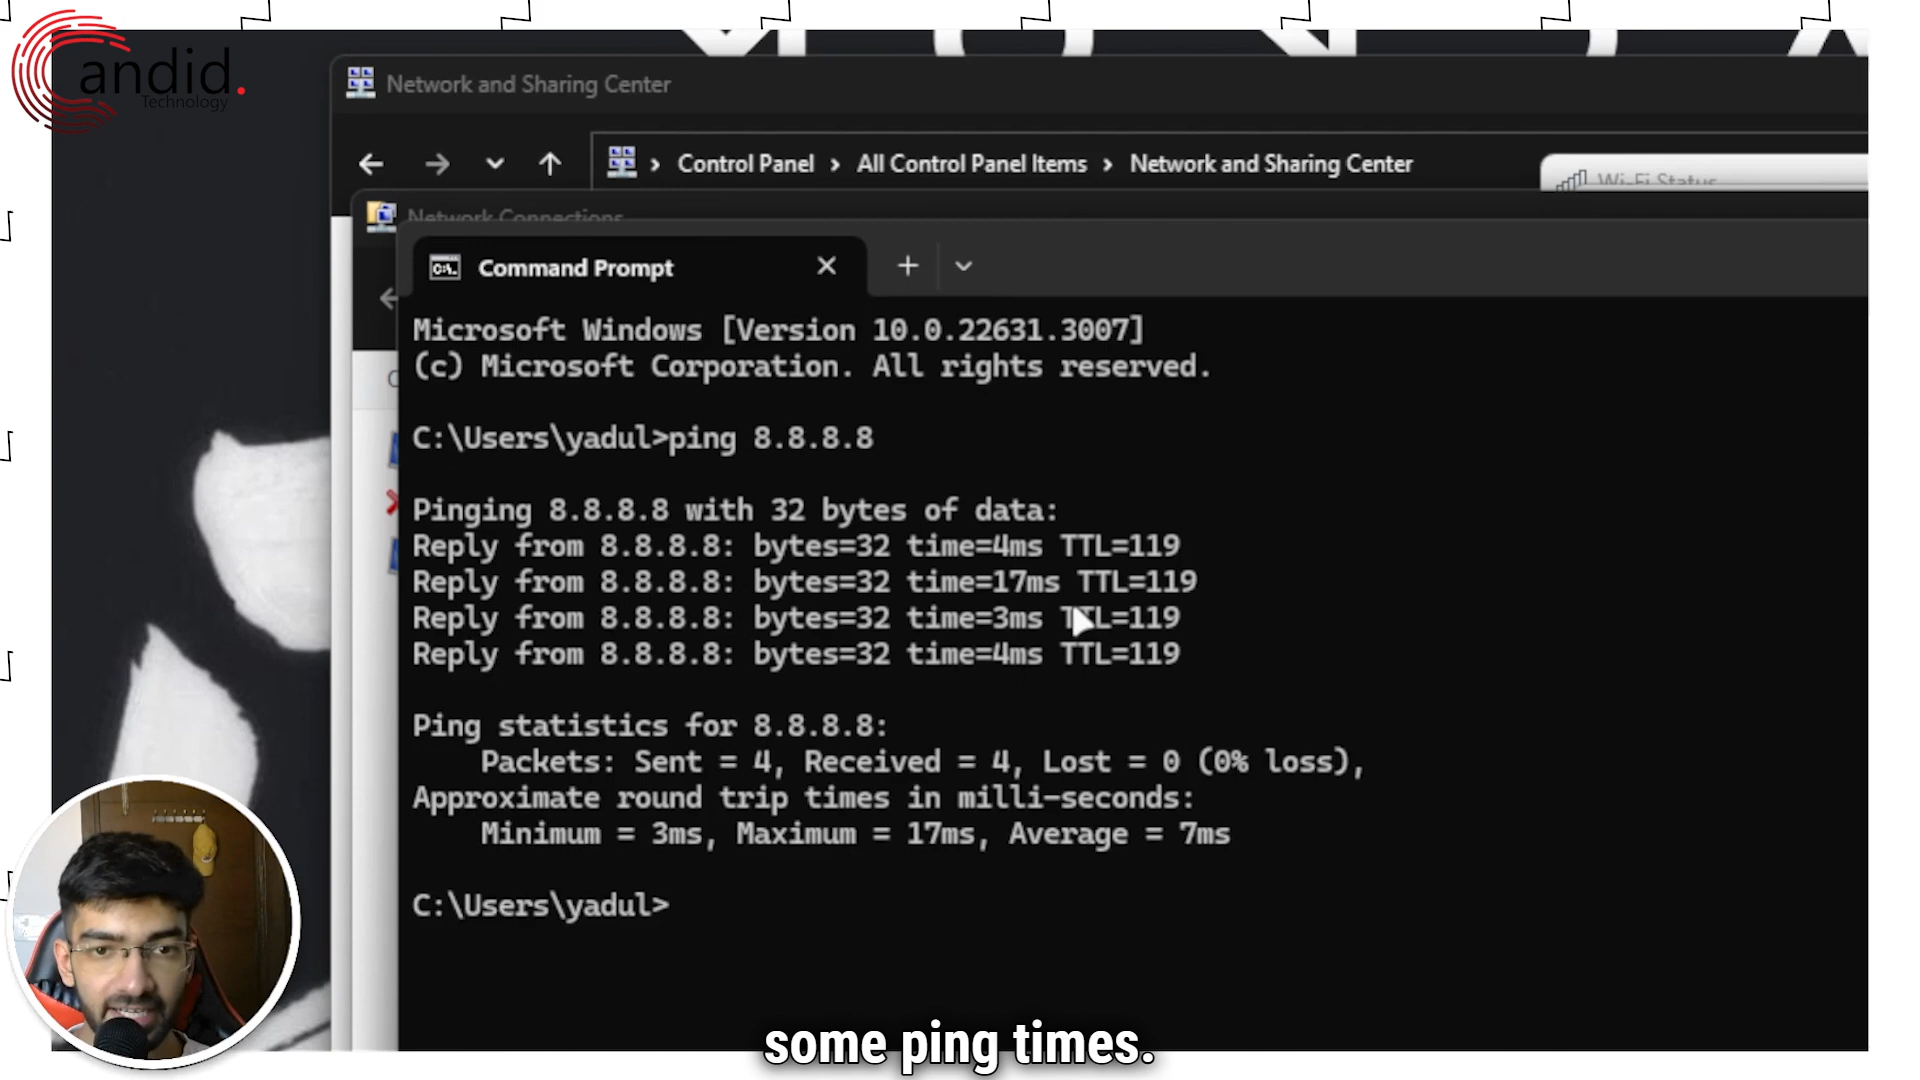 andid.
Technology
Network and Sharing Center
Control Panel > All Control Panel Items > Network and Sharing Center
Wi-Fi Status
Network Connections
Command Prompt
Microsoft Windows [Version 10.0.22631.3007]
(c) Microsoft Corporation. All rights reserved.
C:\Users\yadul>ping 8.8.8.8
Pinging 8.8.8.8 with 32 bytes of data:
Reply from 8.8.8.8: bytes=32 time=4ms TTL=119
Reply from 8.8.8.8: bytes=32 time=17ms TTL=119
Reply from 8.8.8.8: bytes=32 time=3ms TTL=119
Reply from 8.8.8.8: bytes=32 time=4ms TTL=119
Ping statistics for 8.8.8.8:
Packets: Sent = 4, Received = 4, Lost = 0 (0% loss),
Approximate round trip times in milli-seconds:
Minimum = 3ms, Maximum = 17ms, Average = 7ms
C:\Users\yadul>
some ping times.